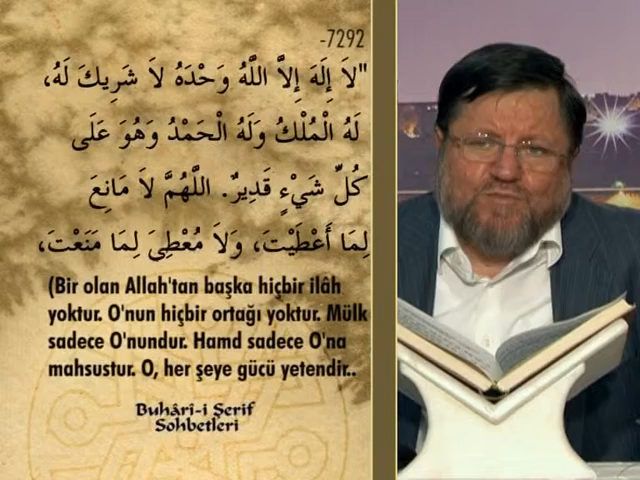 -7292
"لاَ إِلَهَ إِلاَّ اللَّهُ وَحْدَهُ لاَ شَرِيكَ لَهُ،
لَهُ الْمُلْكُ وَلَهُ الْحَمْدُ وَهُوَ عَلَى
كُلِّ شَيْءٍ قَدِيرٌ. اللَّهُمَّ لاَ مَانِعَ
لِمَا أَعْطَيْتَ، وَلاَ مُعْطِيَ لِمَا مَنَعْتَ،
(Bir olan Allah'tan başka hiçbir ilâh
yoktur. O'nun hiçbir ortağı yoktur. Mülk
sadece O'nundur. Hamd sadece O'na
mahsustur. O, her şeye gücü yetendir..
Buhârî-i Şerif
Sohbetleri